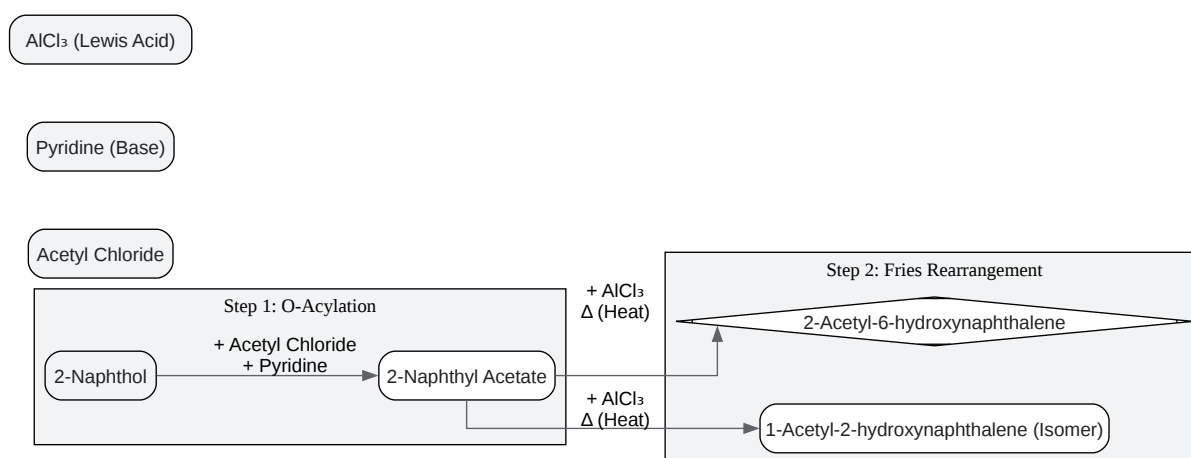 AlCl₃ (Lewis Acid)
Pyridine (Base)
Acetyl Chloride
Step 1: O-Acylation
+ Acetyl Chloride
+ Pyridine
2-Naphthol
2-Naphthyl Acetate
+ AlCl₃
Δ (Heat)
+ AlCl₃
Δ (Heat)
Step 2: Fries Rearrangement
2-Acetyl-6-hydroxynaphthalene
1-Acetyl-2-hydroxynaphthalene (Isomer)